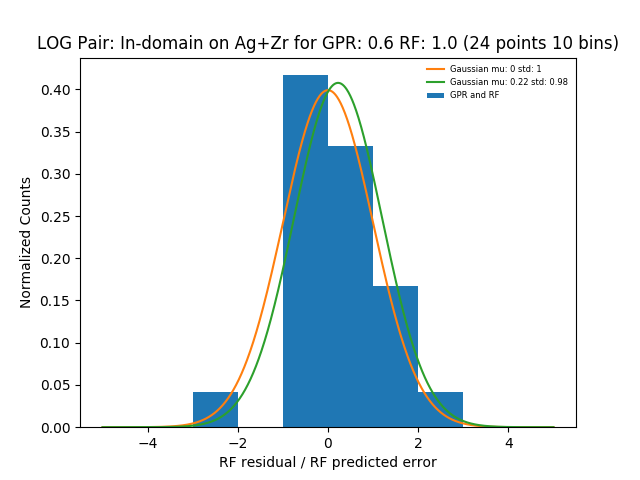 LOG Pair: In-domain on Ag+Zr for GPR: 0.6 RF: 1.0 (24 points 10 bins)
Gaussian mu: 0 std: 1
Gaussian mu: 0.22 std: 0.98
GPR and RF
Normalized Counts
0.40
0.35
0.30
0.25
0.20
0.15
0.10
0.05
0.00
−4 −2 0 2 4
RF residual / RF predicted error